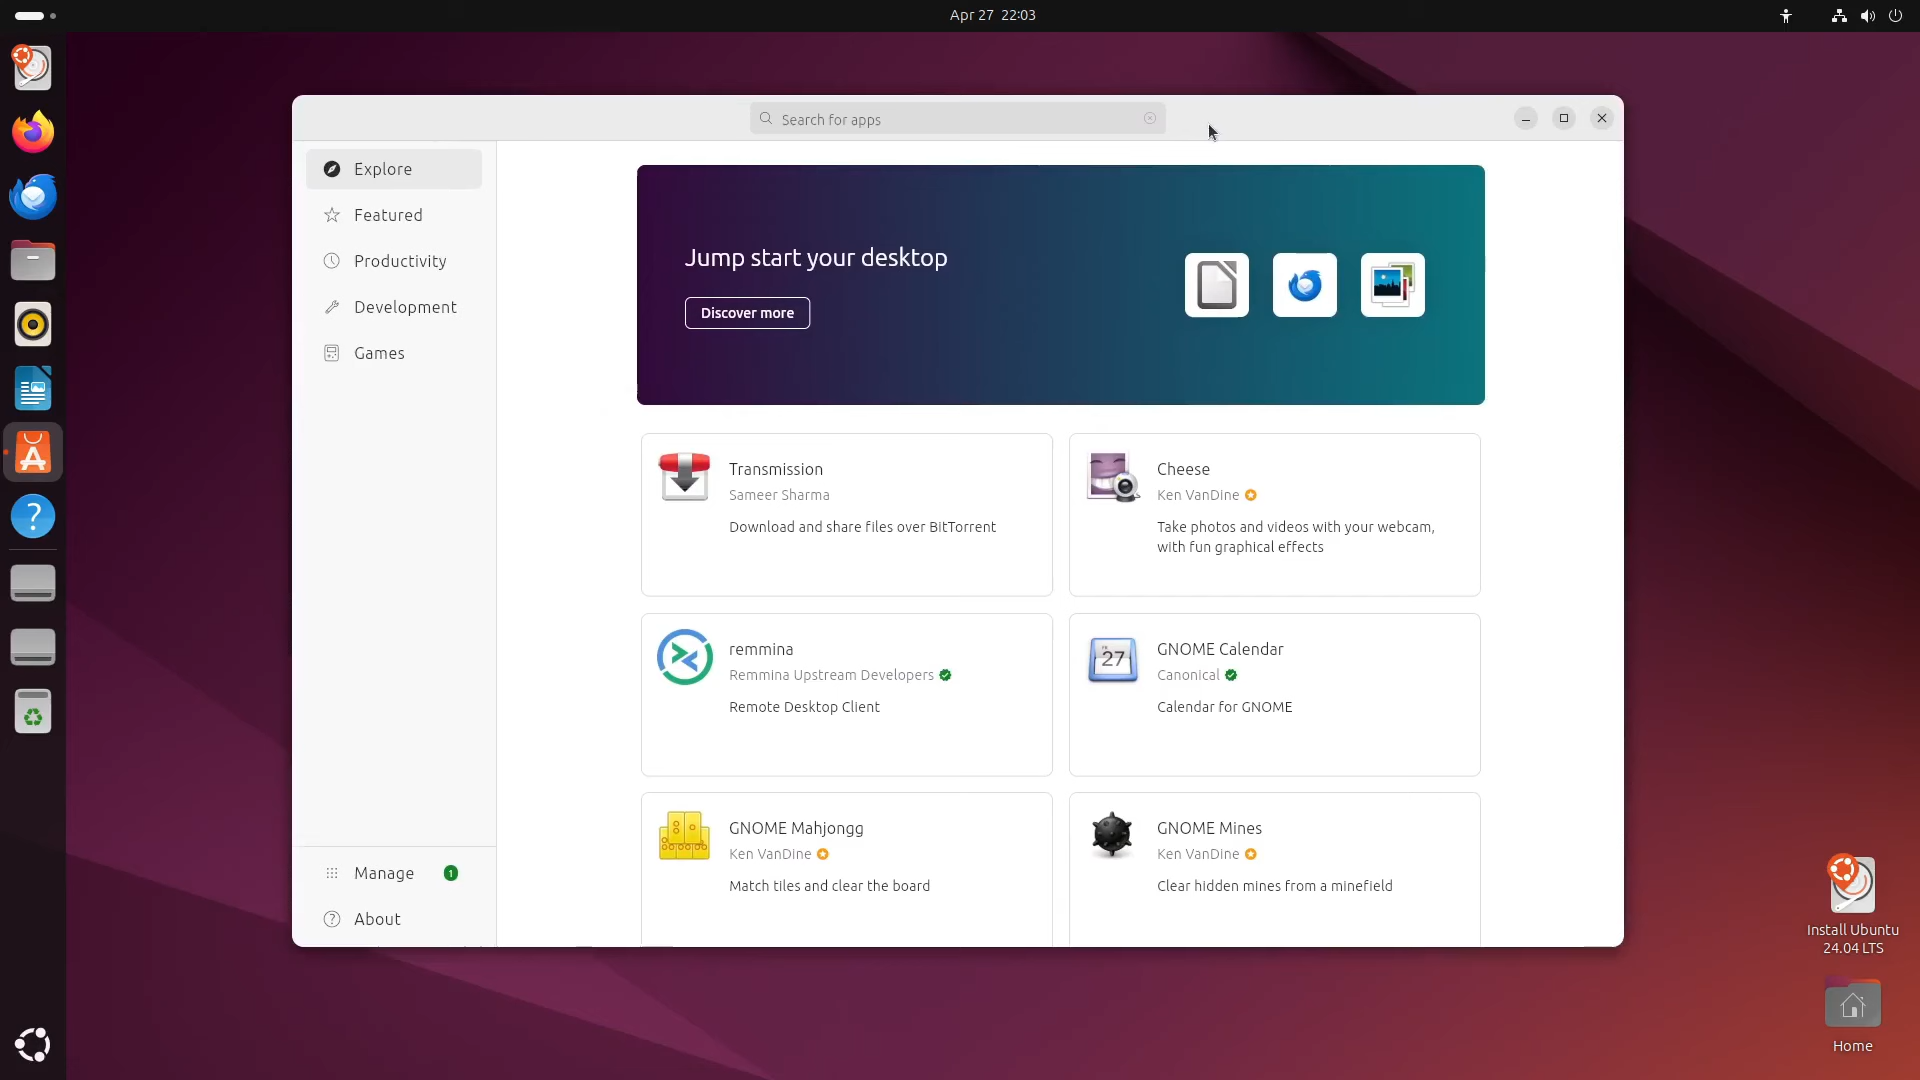 Apr 27 22:03
Search for apps
Explore
Featured
Productivity
Development
Games
Manage 1
About
Jump start your desktop
Discover more
Transmission
Sameer Sharma
Download and share files over BitTorrent
Cheese
Ken VanDine
Take photos and videos with your webcam,
with fun graphical effects
remmina
Remmina Upstream Developers
Remote Desktop Client
GNOME Calendar
Canonical
Calendar for GNOME
27
GNOME Mahjongg
Ken VanDine
Match tiles and clear the board
GNOME Mines
Ken VanDine
Clear hidden mines from a minefield
Install Ubuntu
24.04 LTS
Home